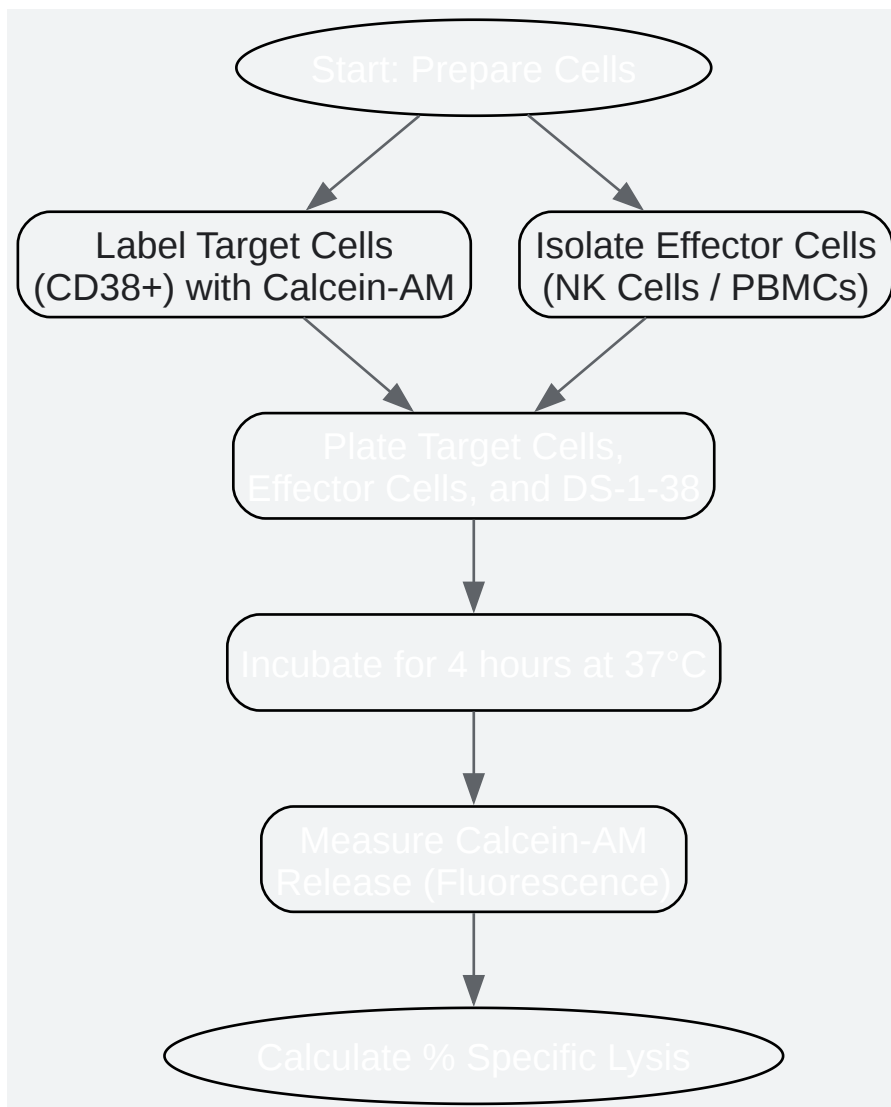 Start: Prepare Cells
Label Target Cells
(CD38+) with Calcein-AM
Isolate Effector Cells
(NK Cells / PBMCs)
Plate Target Cells,
Effector Cells, and DS-1-38
Incubate for 4 hours at 37°C
Measure Calcein-AM
Release (Fluorescence)
Calculate % Specific Lysis